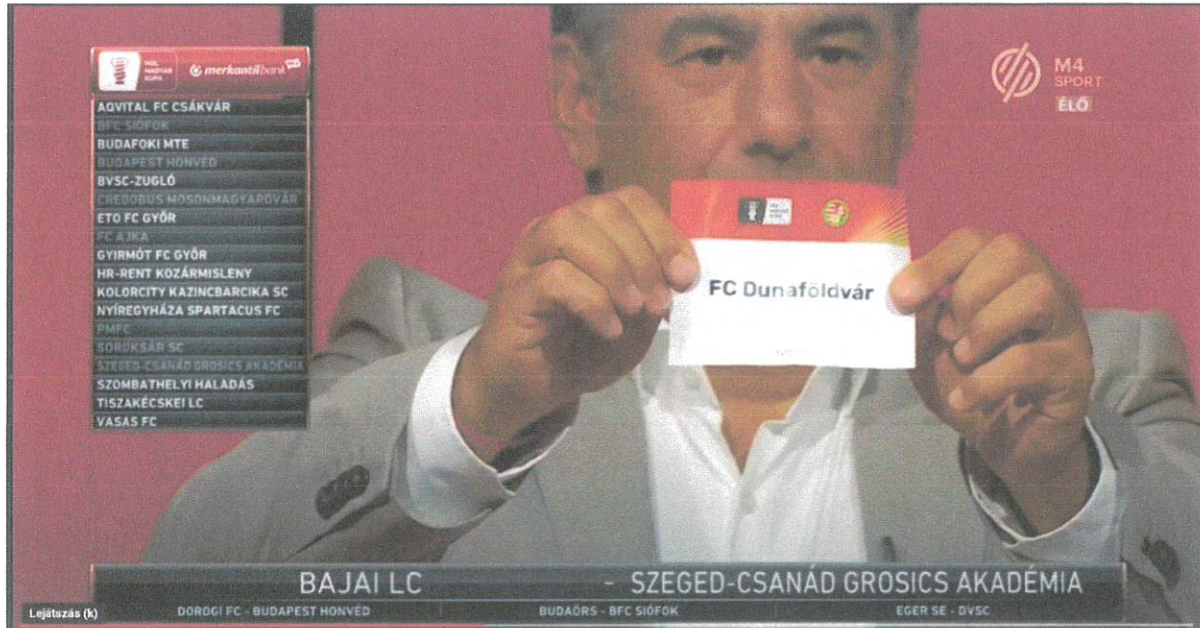 MOL
MAGYAR
KUPA
merkantilbank
AQVITAL FC CSÁKVÁR
BFC SIÓFOK
BUDAFOKI MTE
BUDAPEST HONVÉD
BVSC-ZUGLÓ
CREDOBUS MOSONMAGYARÓVÁR
ETO FC GYŐR
FC AJKA
GYIRMÓT FC GYŐR
HR-RENT KOZÁRMISLENY
KOLORCITY KAZINCBARCIKA SC
NYÍREGYHÁZA SPARTACUS FC
PMFC
SOROKSÁR SC
SZEGED-CSANÁD GROSICS AKADÉMIA
SZOMBATHELYI HALADÁS
TISZAKÉCSKEI LC
VASAS FC
M4
SPORT
ÉLŐ
FC Dunaföldvár
BAJAI LC - SZEGED-CSANÁD GROSICS AKADÉMIA
DOROGI FC - BUDAPEST HONVÉD BUDAÖRS - BFC SIÓFOK EGER SE - DVSC
Lejátszás (k)